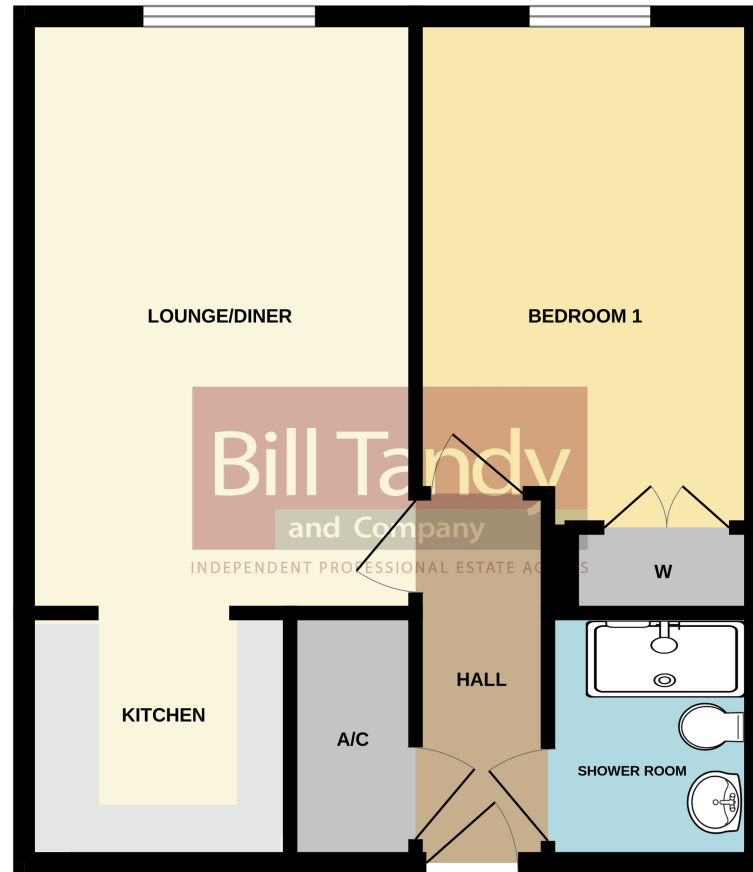 LOUNGE/DINER
BEDROOM 1
Bill Tandy
and Company
INDEPENDENT PROFESSIONAL ESTATE AGENTS
W
HALL
KITCHEN
A/C
SHOWER ROOM